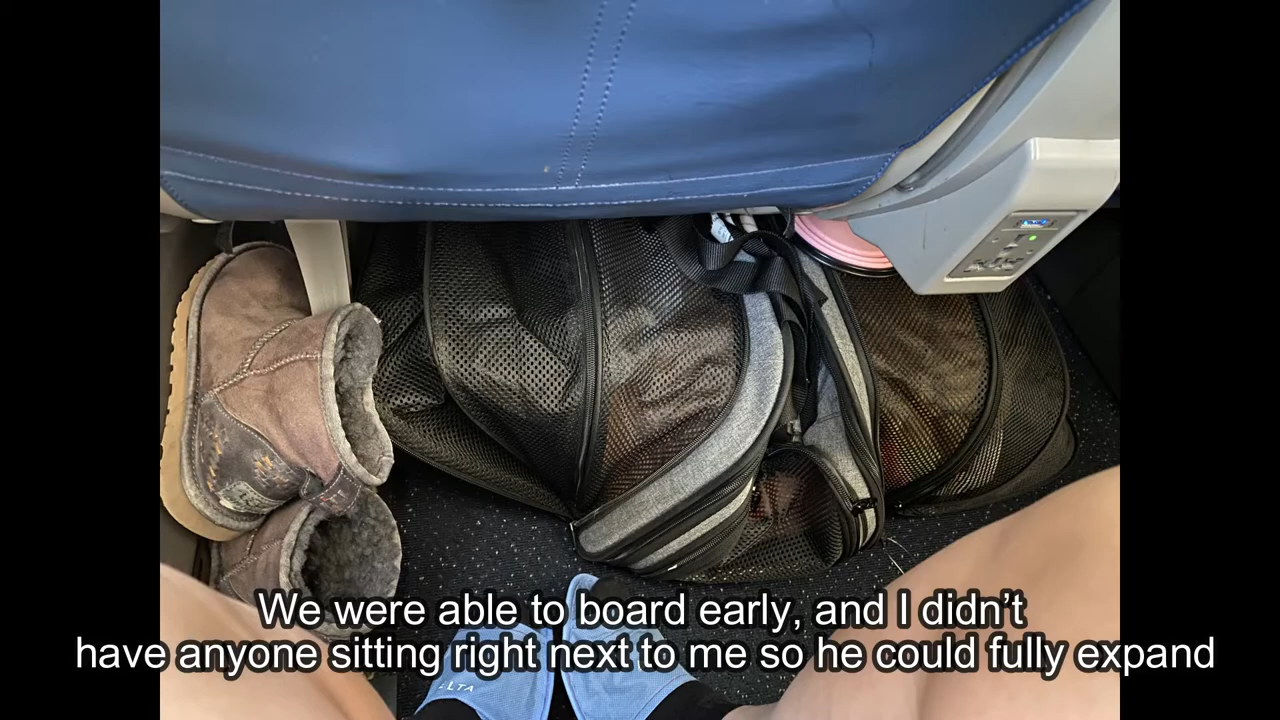 We were able to board early, and I didn’t
have anyone sitting right next to me so he could fully expand
LTA